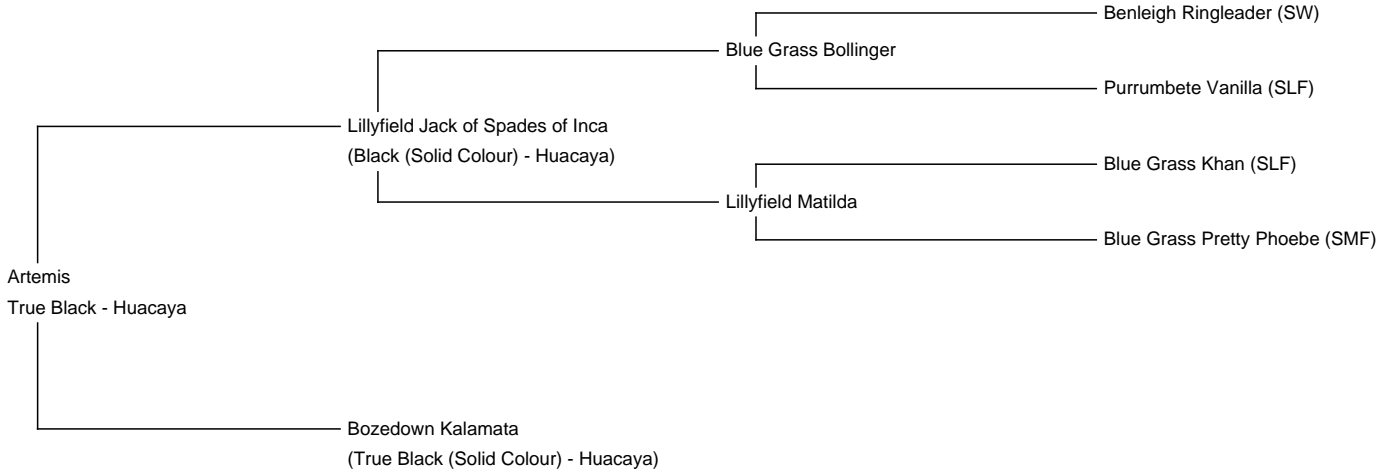 Benleigh Ringleader (SW)
Blue Grass Bollinger
Purrumbete Vanilla (SLF)
Lillyfield Jack of Spades of Inca
(Black (Solid Colour) - Huacaya)
Blue Grass Khan (SLF)
Lillyfield Matilda
Blue Grass Pretty Phoebe (SMF)
Artemis
True Black - Huacaya
Bozedown Kalamata
(True Black (Solid Colour) - Huacaya)